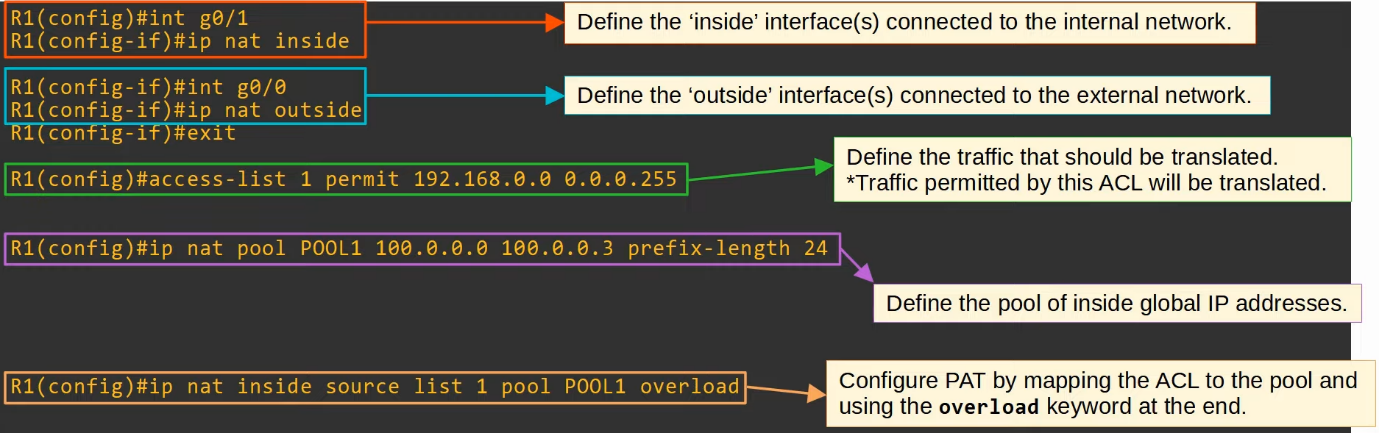 R1(config)#int g0/1
R1(config-if)#ip nat inside
Define the ‘inside’ interface(s) connected to the internal network.
R1(config-if)#int g0/0
R1(config-if)#ip nat outside
R1(config-if)#exit
Define the ‘outside’ interface(s) connected to the external network.
R1(config)#access-list 1 permit 192.168.0.0 0.0.0.255
Define the traffic that should be translated.
*Traffic permitted by this ACL will be translated.
R1(config)#ip nat pool POOL1 100.0.0.0 100.0.0.3 prefix-length 24
Define the pool of inside global IP addresses.
R1(config)#ip nat inside source list 1 pool POOL1 overload
Configure PAT by mapping the ACL to the pool and
using the overload keyword at the end.